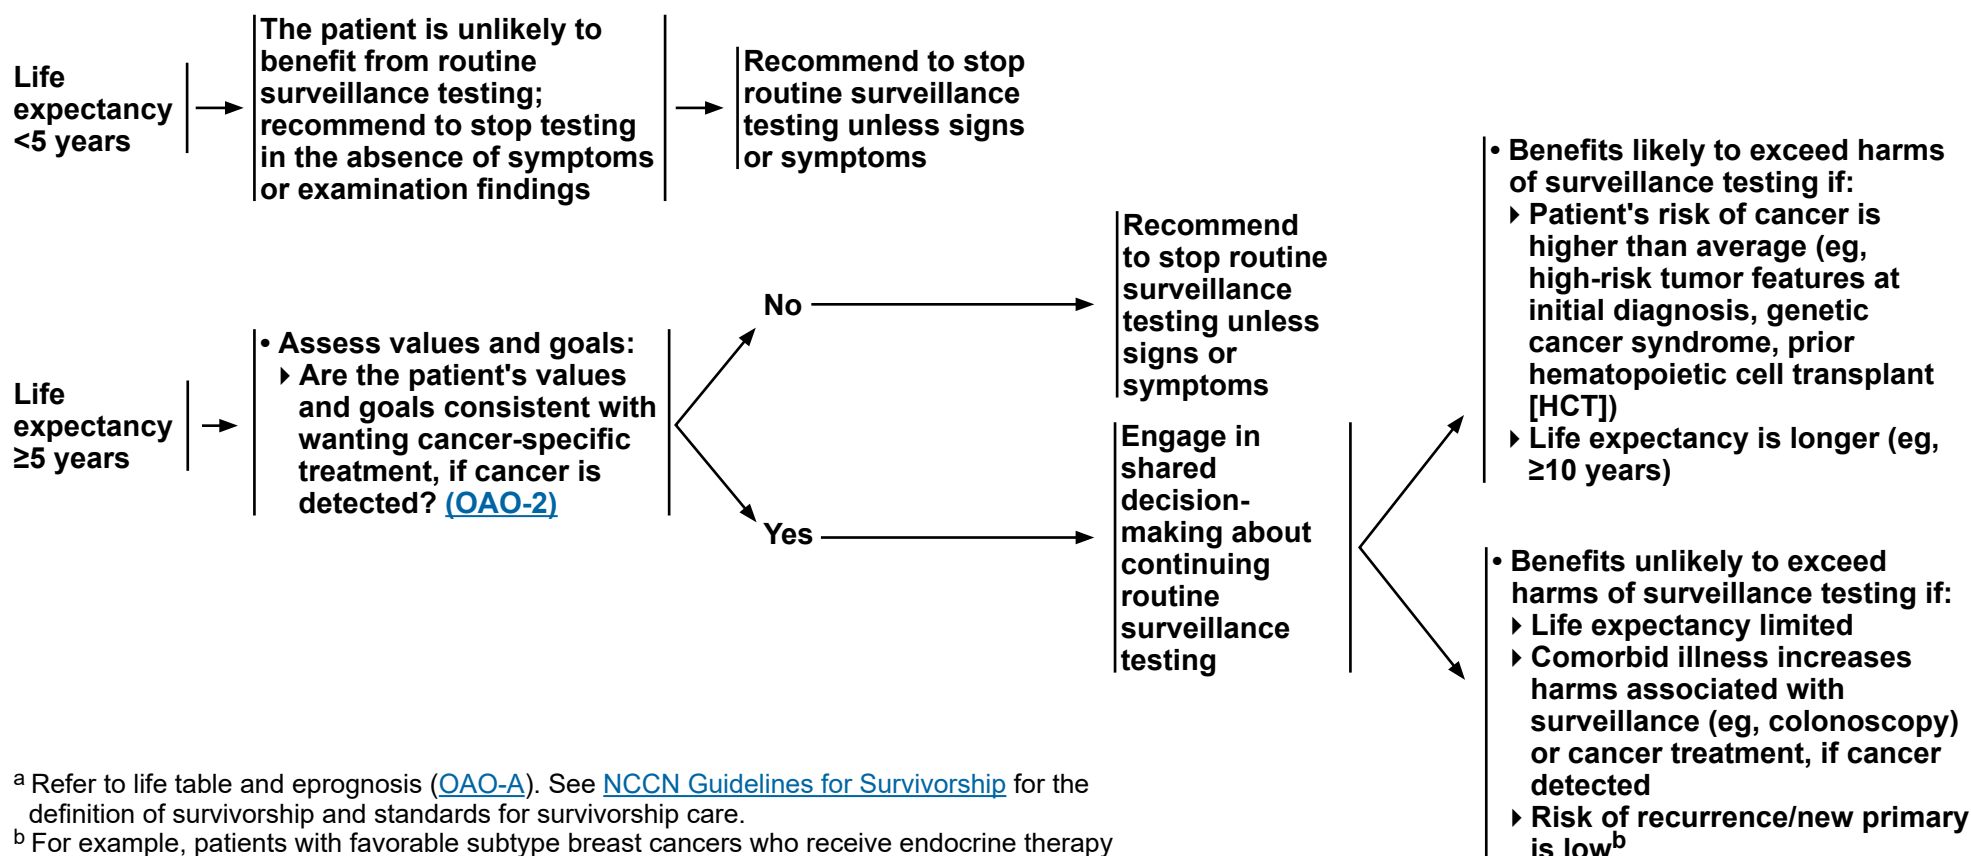 Life
expectancy
<5 years
The patient is unlikely to
benefit from routine
surveillance testing;
recommend to stop testing
in the absence of symptoms
or examination findings
Recommend to stop
routine surveillance
testing unless signs
or symptoms
Life
expectancy
≥5 years
• Assess values and goals:
Are the patient's values
and goals consistent with
wanting cancer-specific
treatment, if cancer is
detected? (OAO-2)
No
Recommend
to stop routine
surveillance
testing unless
signs or
symptoms
Yes
Engage in
shared
decision-
making about
continuing
routine
surveillance
testing
• Benefits likely to exceed harms
of surveillance testing if:
Patient's risk of cancer is
higher than average (eg,
high-risk tumor features at
initial diagnosis, genetic
cancer syndrome, prior
hematopoietic cell transplant
[HCT])
Life expectancy is longer (eg,
≥10 years)
• Benefits unlikely to exceed
harms of surveillance testing if:
Life expectancy limited
Comorbid illness increases
harms associated with
surveillance (eg, colonoscopy)
or cancer treatment, if cancer
detected
Risk of recurrence/new primary
is low^b
a Refer to life table and eprognosis (OAO-A). See NCCN Guidelines for Survivorship for the
definition of survivorship and standards for survivorship care.
b For example, patients with favorable subtype breast cancers who receive endocrine therapy